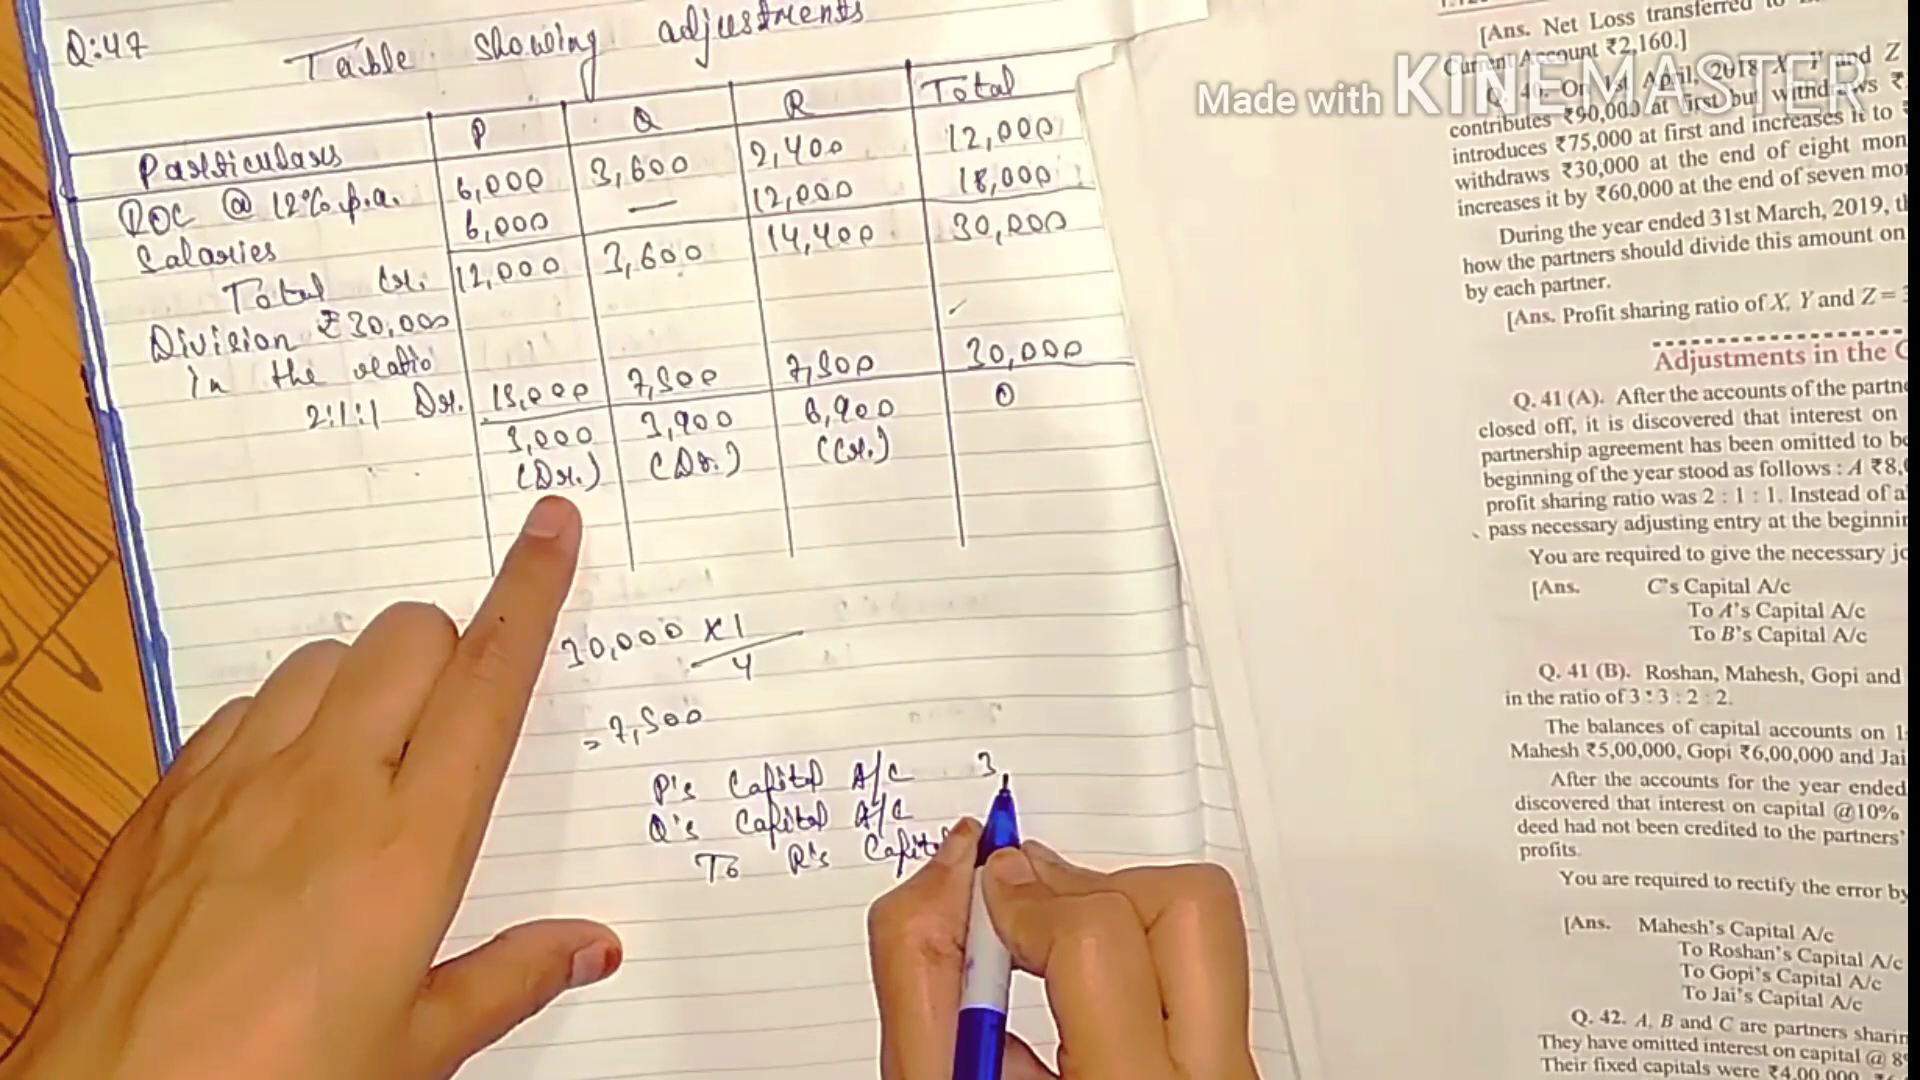 Q:47
Table showing adjustments
Particulars P Q R Total
IOC @ 12% p.a. 6,000 3,600 2,400 12,000
Salaries 6,000 — 12,000 18,000
Total Cr. 12,000 3,600 14,400 30,000
Division ₹30,000
in the ratio
2:1:1 Dr. 15,000 7,500 7,500 30,000
3,000 3,900 6,900 0
(Dr.) (Dr.) (Cr.)
30,000 x 1
4
= 7,500
P's Capital A/c 3,
Q's Capital A/c
To R's Capital
Made with KINEMASTER
[Ans. Net Loss transferred to
Current Account ₹2,160.]
Q. 40. On 1st April, 2018 X, Y and Z
contributes ₹90,000 at first but withdraws ₹
introduces ₹75,000 at first and increases it to ₹
withdraws ₹30,000 at the end of eight mon
increases it by ₹60,000 at the end of seven mo
During the year ended 31st March, 2019, t
how the partners should divide this amount on
by each partner.
[Ans. Profit sharing ratio of X, Y and Z = 3
Adjustments in the C
Q. 41 (A). After the accounts of the partne
closed off, it is discovered that interest on
partnership agreement has been omitted to be
beginning of the year stood as follows : A ₹8,
profit sharing ratio was 2 : 1 : 1. Instead of a
pass necessary adjusting entry at the beginnin
You are required to give the necessary jo
[Ans. C's Capital A/c
To A's Capital A/c
To B's Capital A/c
Q. 41 (B). Roshan, Mahesh, Gopi and
in the ratio of 3 : 3 : 2 : 2.
The balances of capital accounts on 1
Mahesh ₹5,00,000, Gopi ₹6,00,000 and Jai
After the accounts for the year ended
discovered that interest on capital @10%
deed had not been credited to the partners'
profits.
You are required to rectify the error by
[Ans. Mahesh's Capital A/c
To Roshan's Capital A/c
To Gopi's Capital A/c
To Jai's Capital A/c
Q. 42. A, B and C are partners sharin
They have omitted interest on capital @ 8%
Their fixed capitals were ₹4,00,000,